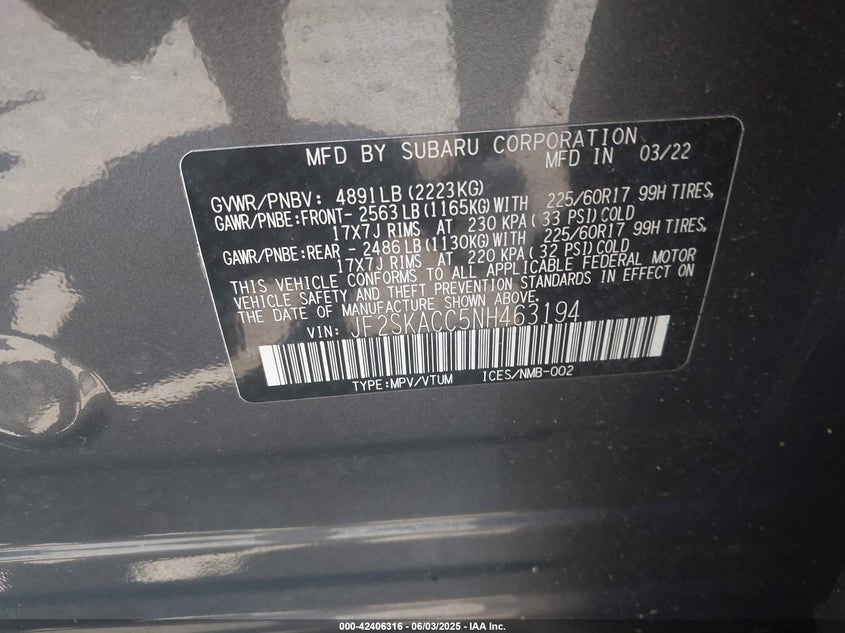 MFD BY SUBARU CORPORATION
MFD IN 03/22
GVWR/PNBV: 4891LB(2223KG)
GAWR/PNBE:FRONT- 2563LB(1165KG)WITH 225/60R17 99H TIRES,
17X7J RIMS AT 230 KPA(33 PSI)COLD
GAWR/PNBE:REAR - 2486LB(1130KG)WITH 225/60R17 99H TIRES,
17X7J RIMS AT 220 KPA(32 PSI)COLD
THIS VEHICLE CONFORMS TO ALL APPLICABLE FEDERAL MOTOR
VEHICLE SAFETY AND THEFT PREVENTION STANDARDS IN EFFECT ON
THE DATE OF MANUFACTURE SHOWN ABOVE.
VIN: JF2SKACC5NH463194
TYPE:MPV/VTUM ICES/NMB-002
000-42406316 - 06/03/2025 - IAA Inc.